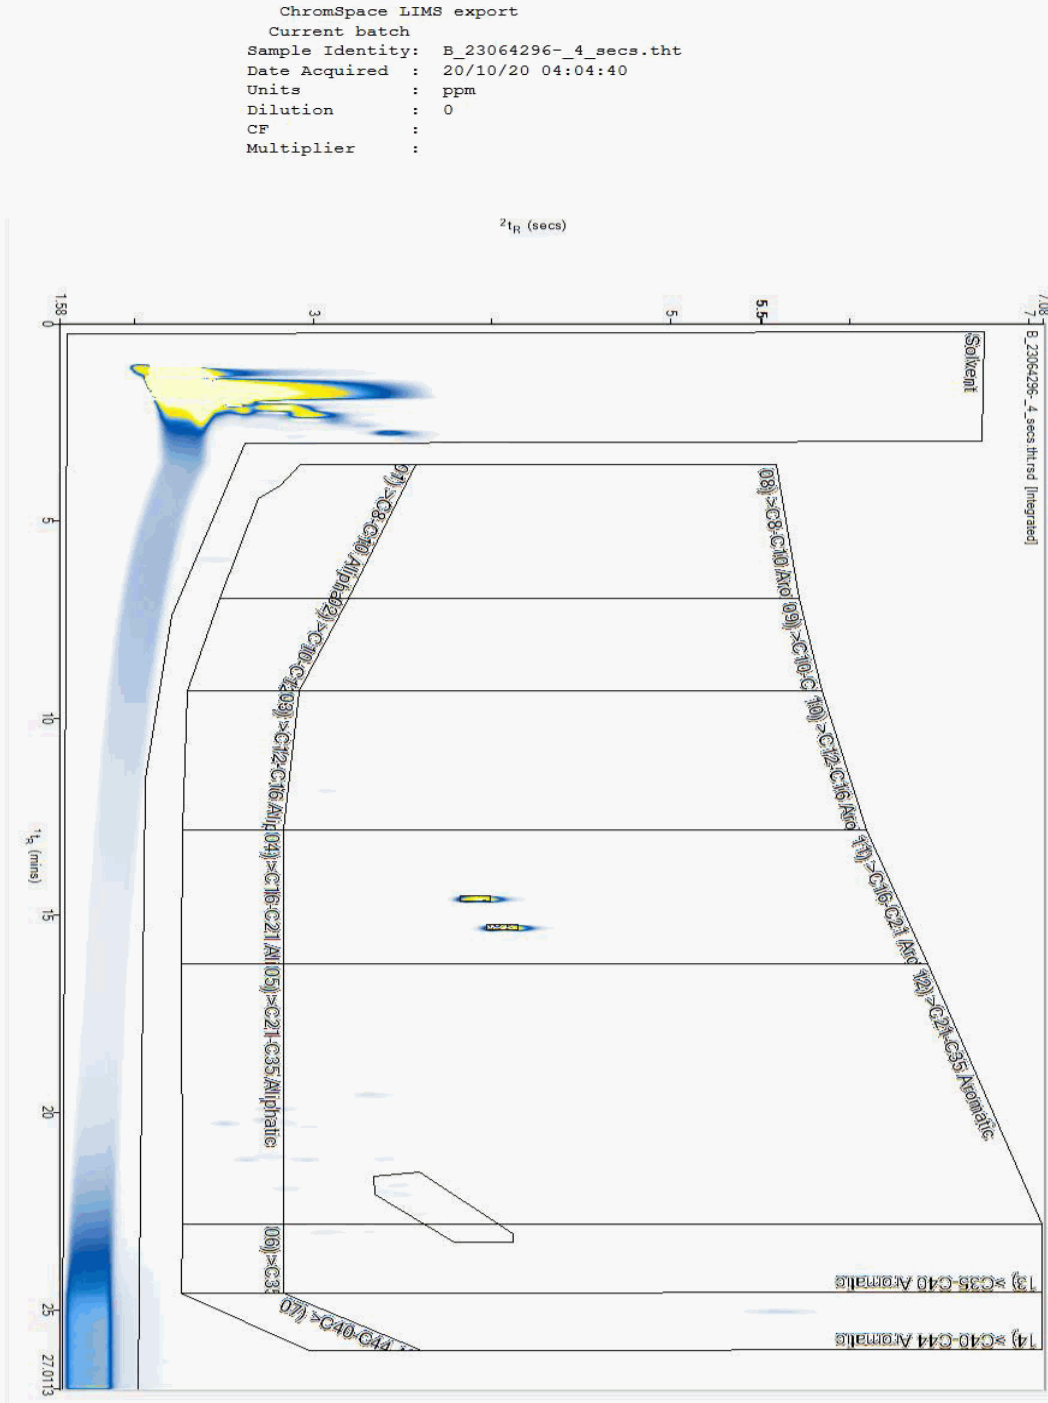 ChromSpace LIMS export
Current batch
Sample Identity: B_23064296-_4_secs.tht
Date Acquired : 20/10/20 04:04:40
Units : ppm
Dilution : 0
CF :
Multiplier :
²tR (secs)
1.58
3
5
5.5
7
7.08
B_23064296-_4_secs.tht.rsd [Integrated]
Solvent
0
5
10
15
20
25
27.0113
¹tR (mins)
01) >C8-C10 Alipha
02) >C10-C12
03) >C12-C16 Alip
04) >C16-C21 Ali
05) >C21-C35 Aliphatic
06) >C35
07) >C40-C44
08) >C8-C10 Aro
09) >C10-C
10) >C12-C16 Aro
11) >C16-C21 Aro
12) >C21-C35 Aromatic
13) >C35-C40 Aromatic
14) >C40-C44 Aromatic